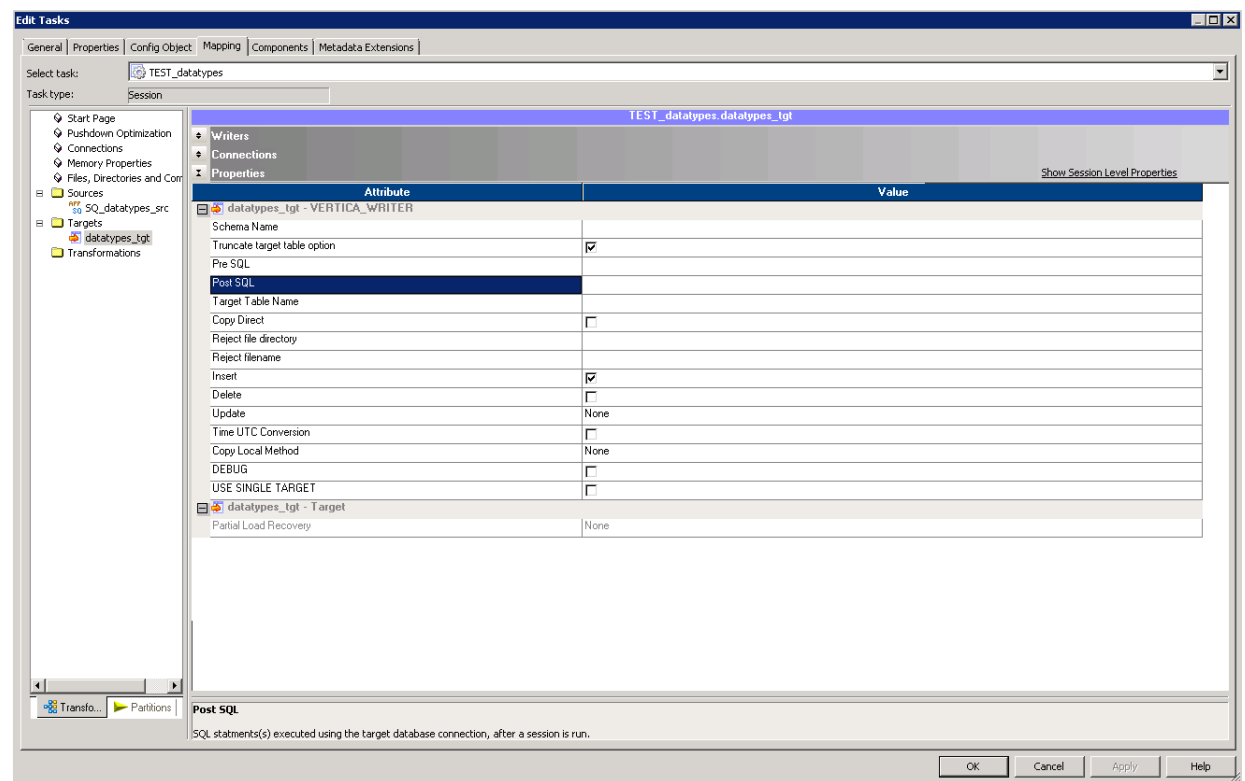 Edit Tasks
General Properties Config Object Mapping Components Metadata Extensions
Select task: TEST_datatypes
Task type: Session
Start Page
Pushdown Optimization
Connections
Memory Properties
Files, Directories and Com
Sources
SQ_datatypes_src
Targets
datatypes_tgt
Transformations
Transfo... Partitions
TEST_datatypes.datatypes_tgt
Writers
Connections
Properties Show Session Level Properties
Attribute Value
datatypes_tgt - VERTICA_WRITER
Schema Name
Truncate target table option
Pre SQL
Post SQL
Target Table Name
Copy Direct
Reject file directory
Reject filename
Insert
Delete
Update None
Time UTC Conversion
Copy Local Method None
DEBUG
USE SINGLE TARGET
datatypes_tgt - Target
Partial Load Recovery None
Post SQL
SQL statments(s) executed using the target database connection, after a session is run.
OK Cancel Apply Help